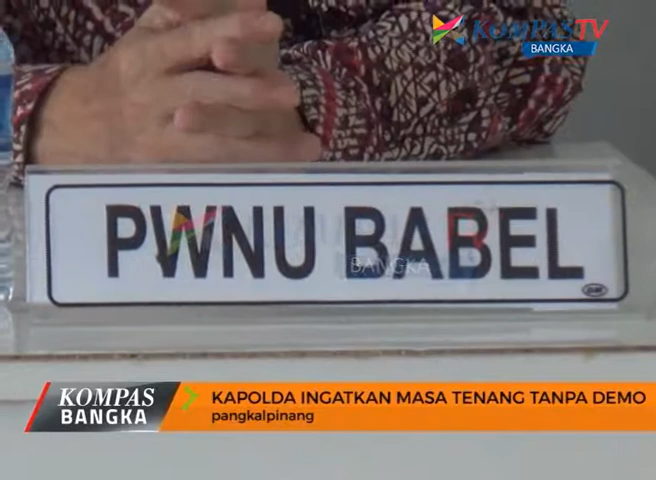 KOMPAS TV
BANGKA
PWNU BABEL
BANGKA
KOMPAS
BANGKA
KAPOLDA INGATKAN MASA TENANG TANPA DEMO
pangkalpinang